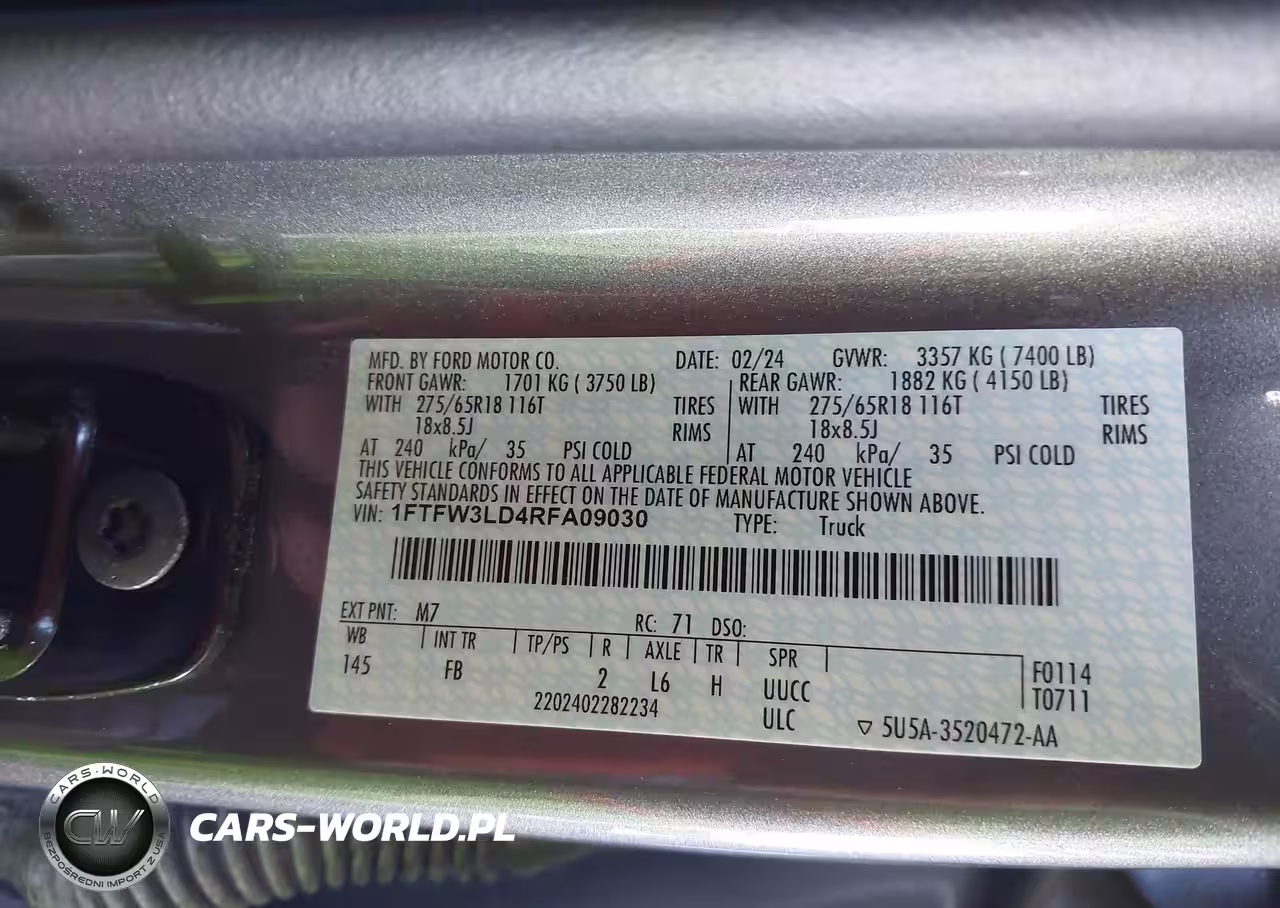 MFD. BY FORD MOTOR CO. DATE: 02/24 GVWR: 3357 KG ( 7400 LB)
FRONT GAWR: 1701 KG ( 3750 LB) REAR GAWR: 1882 KG ( 4150 LB)
WITH 275/65R18 116T TIRES WITH 275/65R18 116T TIRES
18x8.5J RIMS 18x8.5J RIMS
AT 240 kPa/ 35 PSI COLD AT 240 kPa/ 35 PSI COLD
THIS VEHICLE CONFORMS TO ALL APPLICABLE FEDERAL MOTOR VEHICLE
SAFETY STANDARDS IN EFFECT ON THE DATE OF MANUFACTURE SHOWN ABOVE.
VIN: 1FTFW3LD4RFA09030 TYPE: Truck
EXT PNT: M7 RC: 71 DSO:
WB INT TR TP/PS R AXLE TR SPR F0114
145 FB 2 L6 H UUCC T0711
2202402282234 ULC ▽ 5U5A-3520472-AA
CARS-WORLD
CW
BEZPOŚREDNI IMPORT Z USA
CARS-WORLD.PL